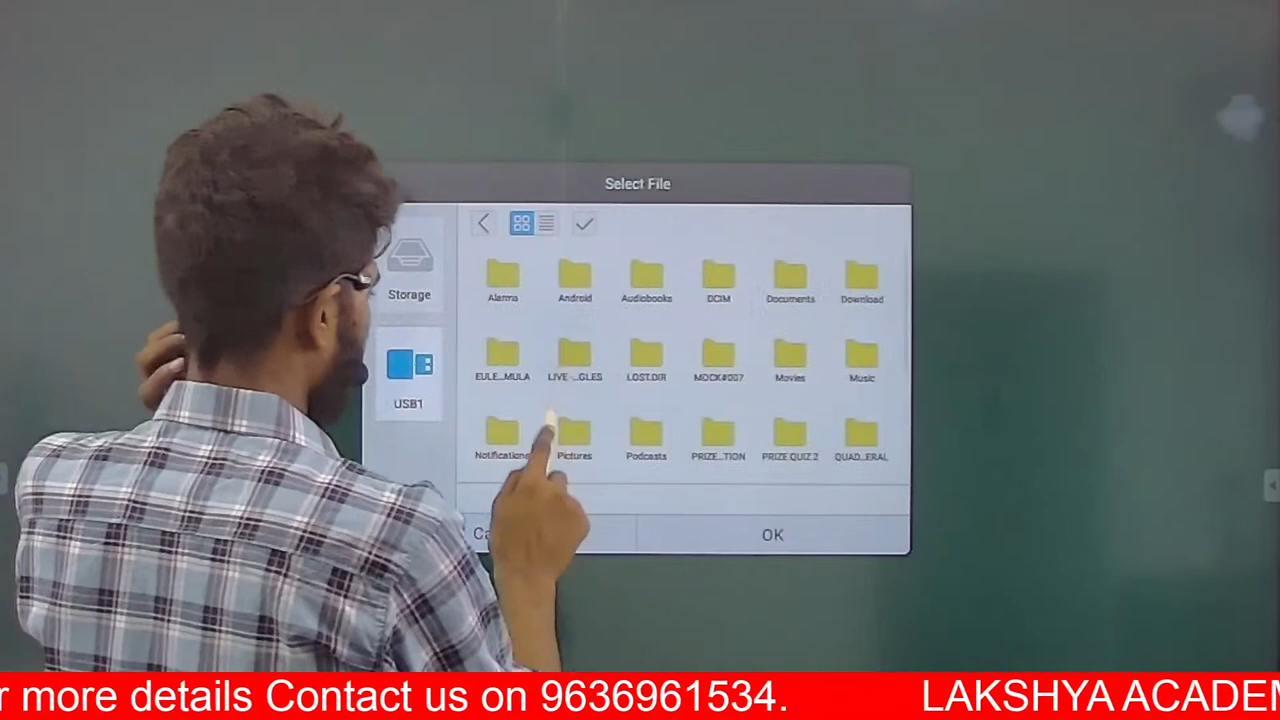 Select File
Storage
USB1
Alarms Android Audiobooks DCIM Documents Download
EULE...MULA LIVE -...GLES LOST.DIR MOCK#007 Movies Music
Notifications Pictures Podcasts PRIZE...TION PRIZE QUIZ 2 QUAD...ERAL
OK
r more details Contact us on 9636961534. LAKSHYA ACADEM